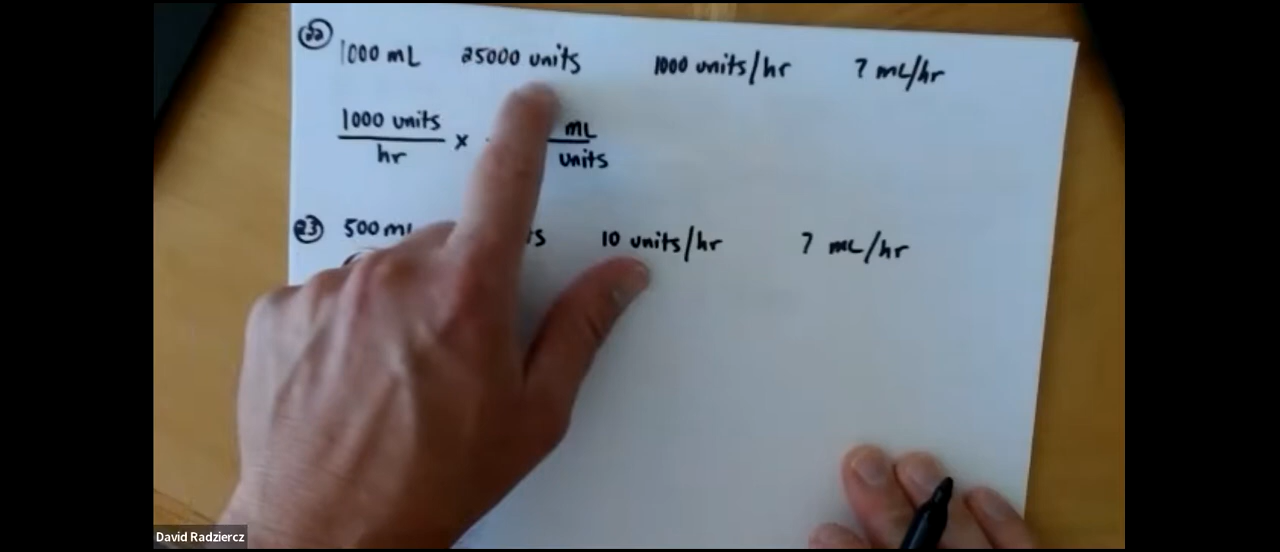 22 1000 mL 25000 units 1000 units/hr ? mL/hr
1000 units x mL
hr units
23 500 mL 10 units/hr ? mL/hr
David Radziercz